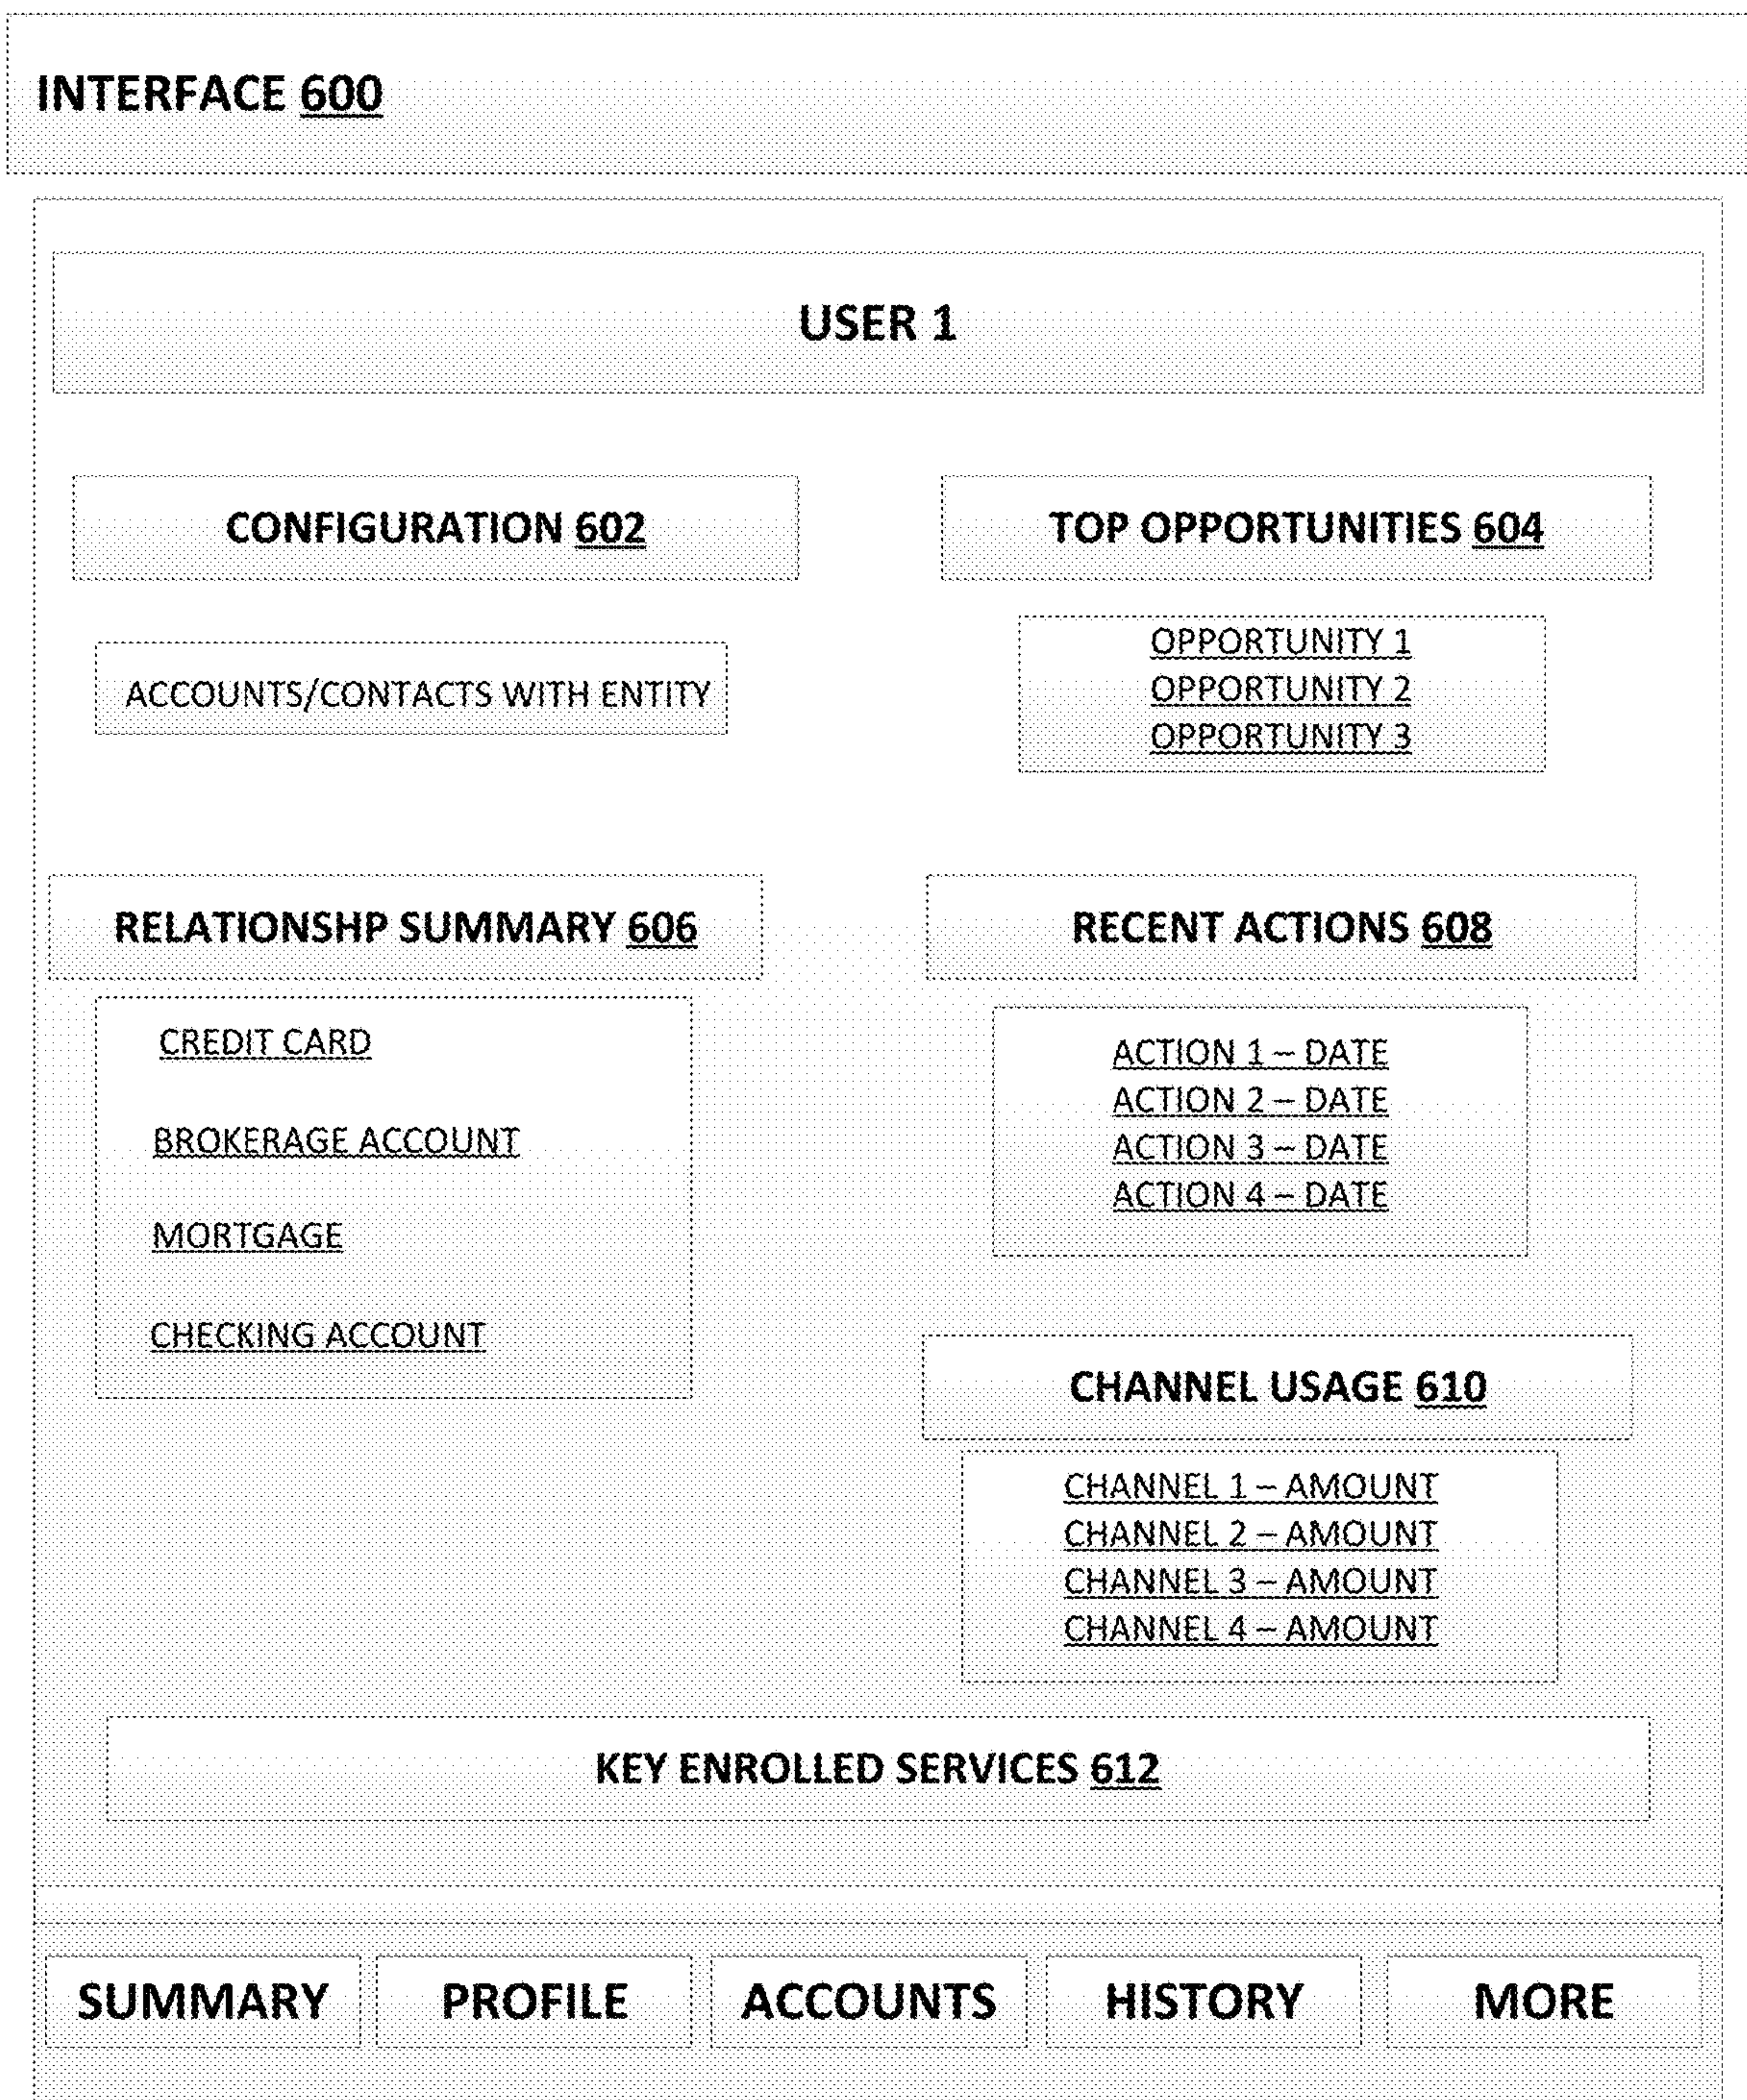 INTERFACE 600
USER 1
CONFIGURATION 602
ACCOUNTS/CONTACTS WITH ENTITY
TOP OPPORTUNITIES 604
OPPORTUNITY 1
OPPORTUNITY 2
OPPORTUNITY 3
RELATIONSHP SUMMARY 606
CREDIT CARD
BROKERAGE ACCOUNT
MORTGAGE
CHECKING ACCOUNT
RECENT ACTIONS 608
ACTION 1 – DATE
ACTION 2 – DATE
ACTION 3 – DATE
ACTION 4 – DATE
CHANNEL USAGE 610
CHANNEL 1 – AMOUNT
CHANNEL 2 – AMOUNT
CHANNEL 3 – AMOUNT
CHANNEL 4 – AMOUNT
KEY ENROLLED SERVICES 612
SUMMARY
PROFILE
ACCOUNTS
HISTORY
MORE